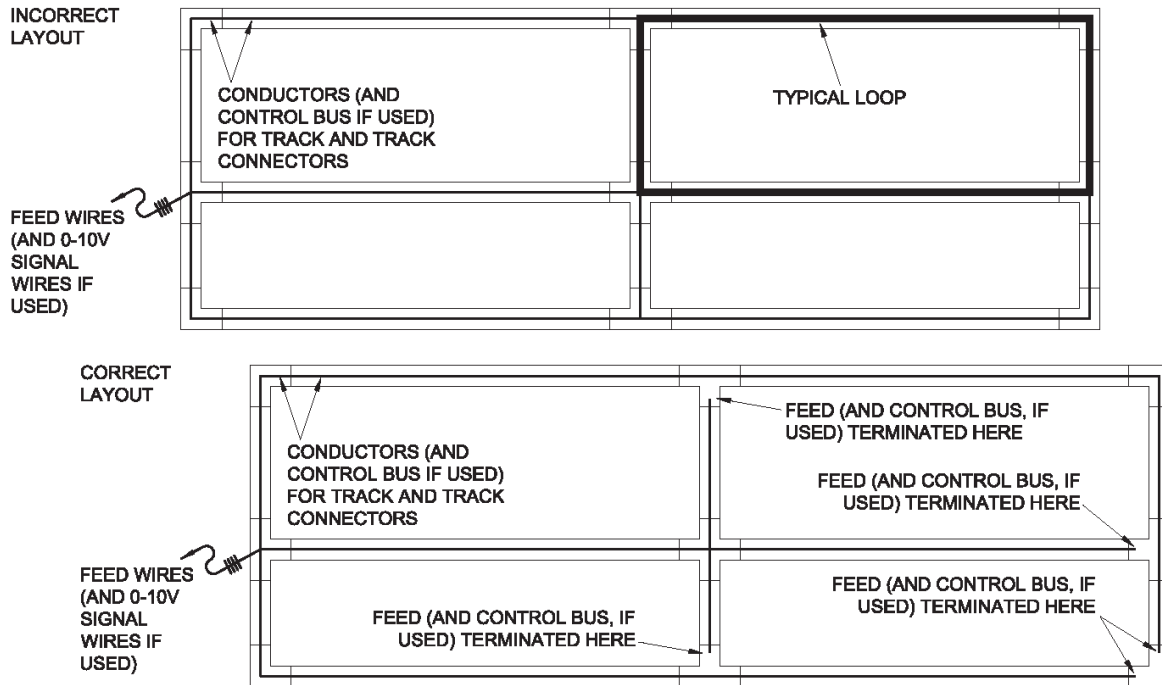 INCORRECT
LAYOUT
CONDUCTORS (AND
CONTROL BUS IF USED)
FOR TRACK AND TRACK
CONNECTORS
TYPICAL LOOP
FEED WIRES
(AND 0-10V
SIGNAL
WIRES IF
USED)
CORRECT
LAYOUT
CONDUCTORS (AND
CONTROL BUS IF USED)
FOR TRACK AND TRACK
CONNECTORS
FEED (AND CONTROL BUS, IF
USED) TERMINATED HERE
FEED (AND CONTROL BUS, IF
USED) TERMINATED HERE
FEED WIRES
(AND 0-10V
SIGNAL
WIRES IF
USED)
FEED (AND CONTROL BUS, IF
USED) TERMINATED HERE
FEED (AND CONTROL BUS, IF
USED) TERMINATED HERE